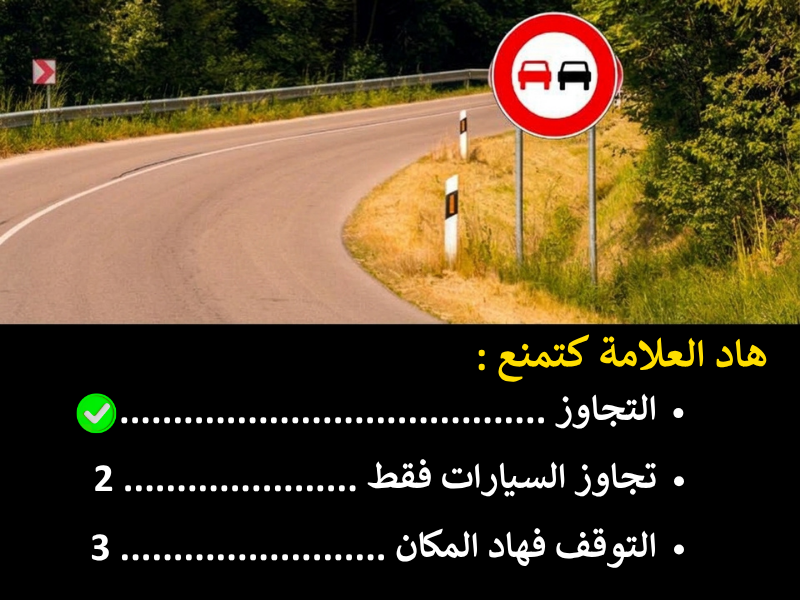 هاد العلامة كتمنع :
• التجاوز ........................................
• تجاوز السيارات فقط ...................... 2
• التوقف فهاد المكان ......................... 3